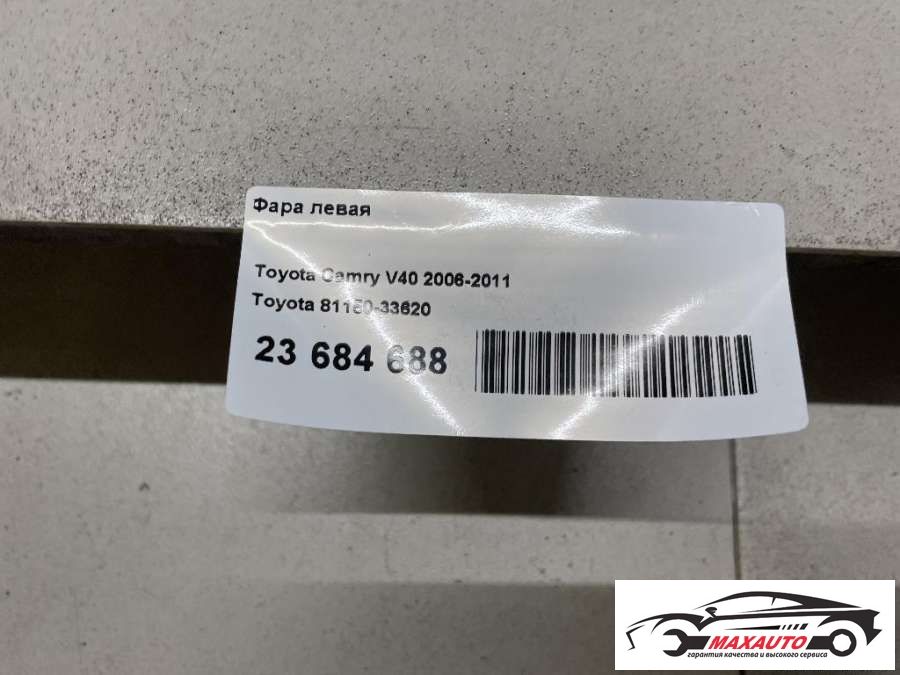 Фара левая
Toyota Camry V40 2006-2011
Toyota 81150-33620
23 684 688
MAXAUTO
гарантия качества и высокого сервиса